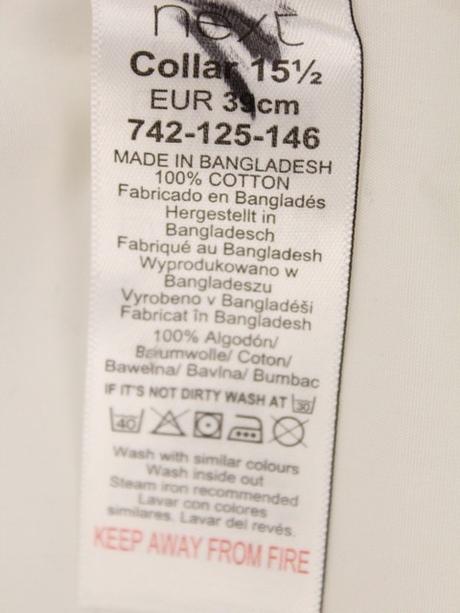 next
Collar 15½
EUR 39cm
742-125-146
MADE IN BANGLADESH
100% COTTON
Fabricado en Bangladés
Hergestellt in
Bangladesch
Fabriqué au Bangladesh
Wyprodukowano w
Bangladeszu
Vyrobeno v Bangladéši
Fabricat în Bangladesh
100% Algodón/
Baumwolle/ Coton/
Bawełna/ Bavlna/ Bumbac
IF IT'S NOT DIRTY WASH AT 30
40
Wash with similar colours
Wash inside out
Steam iron recommended
Lavar con colores
similares. Lavar del revés.
KEEP AWAY FROM FIRE